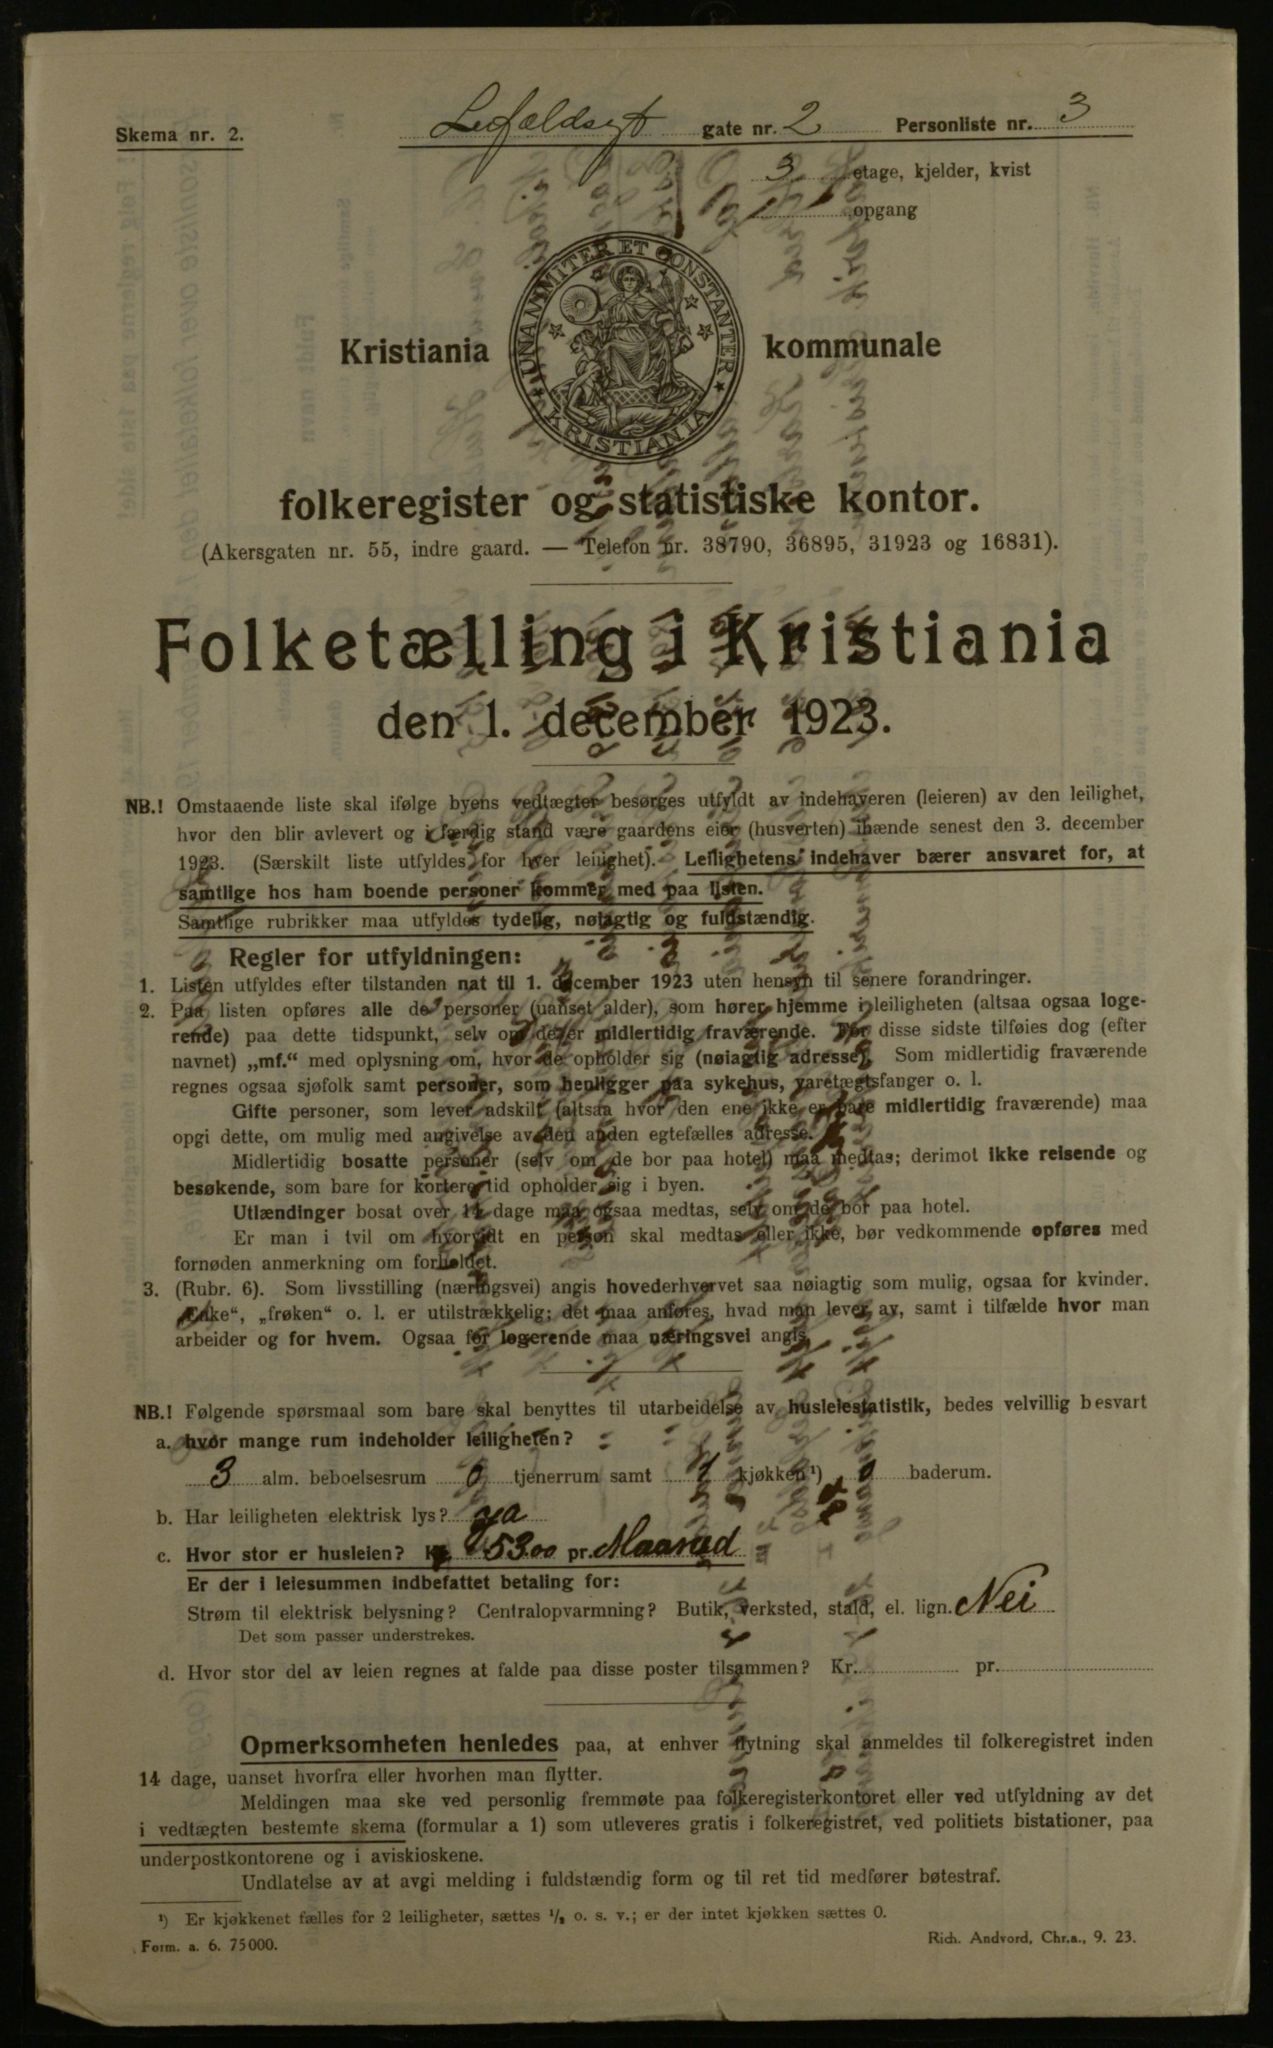 Skema nr. 2.
gate nr. 2 Personliste nr. 3
3 etage, kjelder, kvist
opgang
UNANIMITER ET CONSTANTER
KRISTIANIA
Kristiania kommunale
folkeregister og statistiske kontor.
(Akersgaten nr. 55, indre gaard. — Telefon nr. 38790, 36895, 31923 og 16831).
Folketælling i Kristiania
den 1. december 1923.
NB.! Omstaaende liste skal ifølge byens vedtægter besørges utfyldt av indehaveren (leieren) av den leilighet,
hvor den blir avlevert og i færdig stand være gaardens eier (husverten) ihænde senest den 3. december
1923. (Særskilt liste utfyldes for hver leilighet). Leilighetens indehaver bærer ansvaret for, at
samtlige hos ham boende personer kommer med paa listen.
Samtlige rubrikker maa utfyldes tydelig, nøiagtig og fuldstændig.
Regler for utfyldningen:
1. Listen utfyldes efter tilstanden nat til 1. december 1923 uten hensyn til senere forandringer.
2. Paa listen opføres alle de personer (uanset alder), som hører hjemme i leiligheten (altsaa ogsaa loge-
rende) paa dette tidspunkt, selv om de er midlertidig fraværende. For disse sidste tilføies dog (efter
navnet) „mf.“ med oplysning om, hvor de opholder sig (nøiagtig adresse). Som midlertidig fraværende
regnes ogsaa sjøfolk samt personer, som henligger paa sykehus, varetægtsfanger o. l.
Gifte personer, som lever adskilt (altsaa hvor den ene ikke er bare midlertidig fraværende) maa
opgi dette, om mulig med angivelse av den anden egtefælles adresse.
Midlertidig bosatte personer (selv om de bor paa hotel) maa medtas; derimot ikke reisende og
besøkende, som bare for kortere tid opholder sig i byen.
Utlændinger bosat over 14 dage maa ogsaa medtas, selv om de bor paa hotel.
Er man i tvil om hvorvidt en person skal medtas eller ikke, bør vedkommende opføres med
fornøden anmerkning om forholdet.
3. (Rubr. 6). Som livsstilling (næringsvei) angis hovederhvervet saa nøiagtig som mulig, ogsaa for kvinder.
„Enke“, „frøken“ o. l. er utilstrækkelig; det maa anføres, hvad man lever av, samt i tilfælde hvor man
arbeider og for hvem. Ogsaa for logerende maa næringsvei angis.
NB.! Følgende spørsmaal som bare skal benyttes til utarbeidelse av husleiestatistik, bedes velvillig besvart
a. hvor mange rum indeholder leiligheten?
3 alm. beboelsesrum 0 tjenerrum samt 1 kjøkken ¹) 0 baderum.
b. Har leiligheten elektrisk lys? ja
c. Hvor stor er husleien? Kr. 53 00 pr. Maaned
Er der i leiesummen indbefattet betaling for:
Strøm til elektrisk belysning? Centralopvarmning? Butik, verksted, stald, el. lign. Nei
Det som passer understrekes.
d. Hvor stor del av leien regnes at falde paa disse poster tilsammen? Kr. pr.
Opmerksomheten henledes paa, at enhver flytning skal anmeldes til folkeregistret inden
14 dage, uanset hvorfra eller hvorhen man flytter.
Meldingen maa ske ved personlig fremmøte paa folkeregisterkontoret eller ved utfyldning av det
i vedtægten bestemte skema (formular a 1) som utleveres gratis i folkeregistret, ved politiets bistationer, paa
underpostkontorene og i aviskioskene.
Undlatelse av at avgi melding i fuldstændig form og til ret tid medfører bøtestraf.
¹) Er kjøkkenet fælles for 2 leiligheter, sættes ½ o. s. v.; er der intet kjøkken sættes 0.
Form. a. 6. 75000. Rich. Andvord, Chr.a., 9. 23.